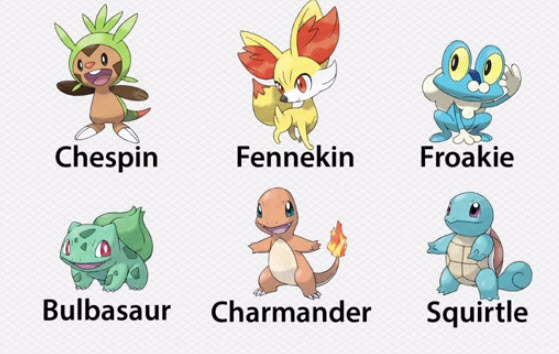 Chespin Fennekin Froakie
Bulbasaur Charmander Squirtle